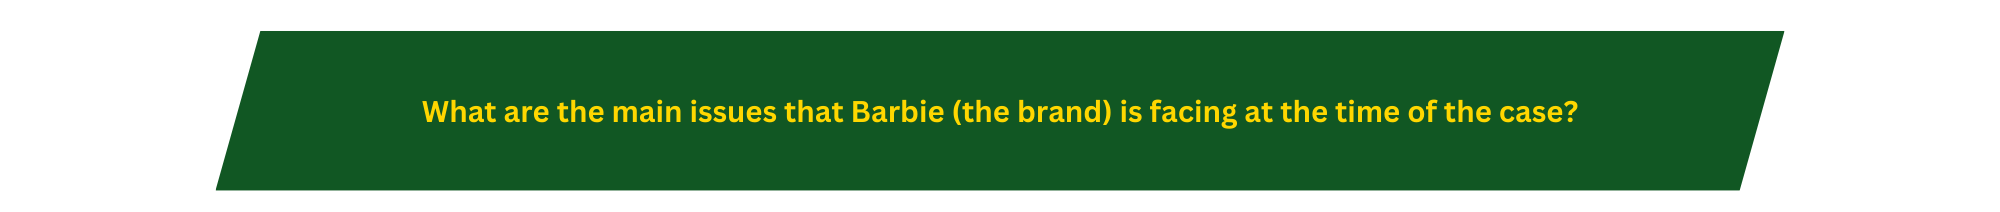 What are the main issues that Barbie (the brand) is facing at the time of the case?